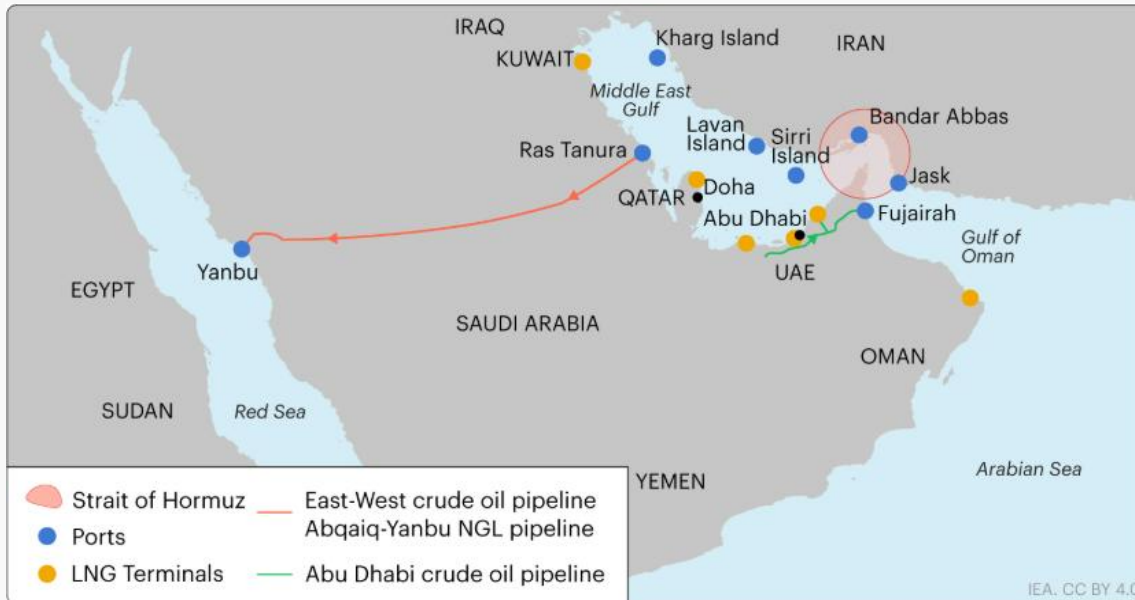 IRAQ
Kharg Island
IRAN
KUWAIT
Middle East
Gulf
Bandar Abbas
Lavan
Island
Sirri
Island
Ras Tanura
Jask
QATAR
Doha
Abu Dhabi
Fujairah
Gulf of
Oman
Yanbu
UAE
EGYPT
SAUDI ARABIA
OMAN
SUDAN
Red Sea
YEMEN
Arabian Sea
Strait of Hormuz
Ports
LNG Terminals
East-West crude oil pipeline
Abqaiq-Yanbu NGL pipeline
Abu Dhabi crude oil pipeline
IEA. CC BY 4.0